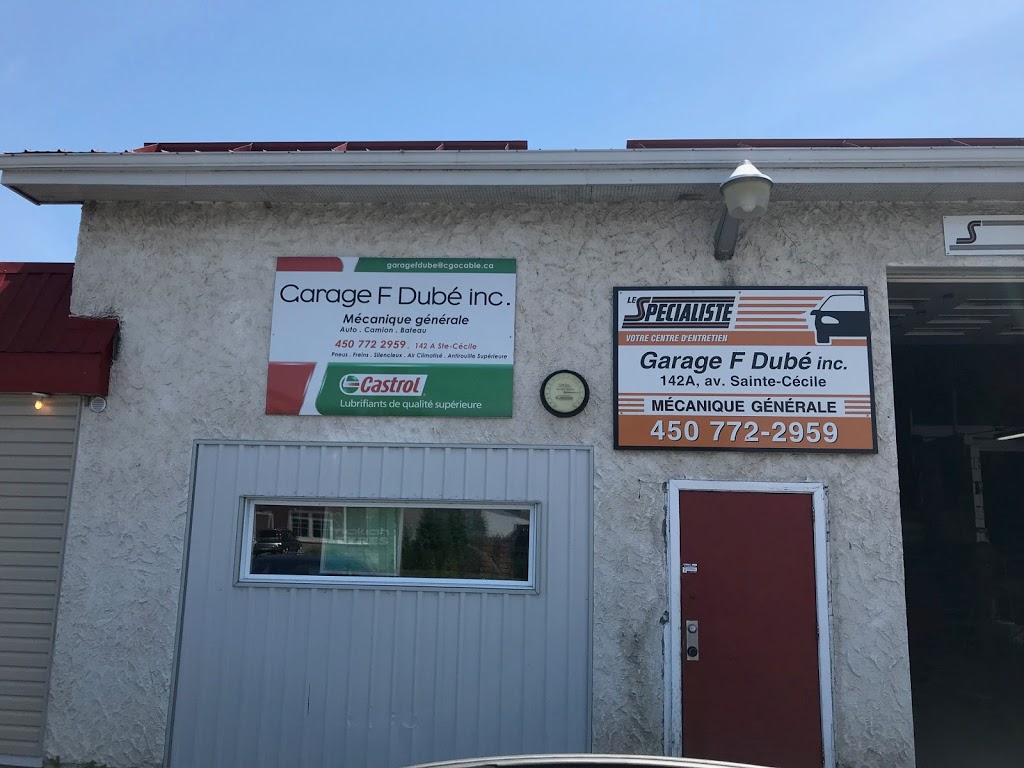 garagefdube@cgocable.ca
Garage F Dubé inc.
Mécanique générale
Auto . Camion . Bateau
450 772 2959 . 142 A Ste-Cécile
Pneus . Freins . Silencieux . Air Climatisé . Antirouille Supérieure
Castrol
Lubrifiants de qualité supérieure
LE SPECIALISTE
VOTRE CENTRE D'ENTRETIEN
Garage F Dubé inc.
142A, av. Sainte-Cécile
MÉCANIQUE GÉNÉRALE
450 772-2959
S